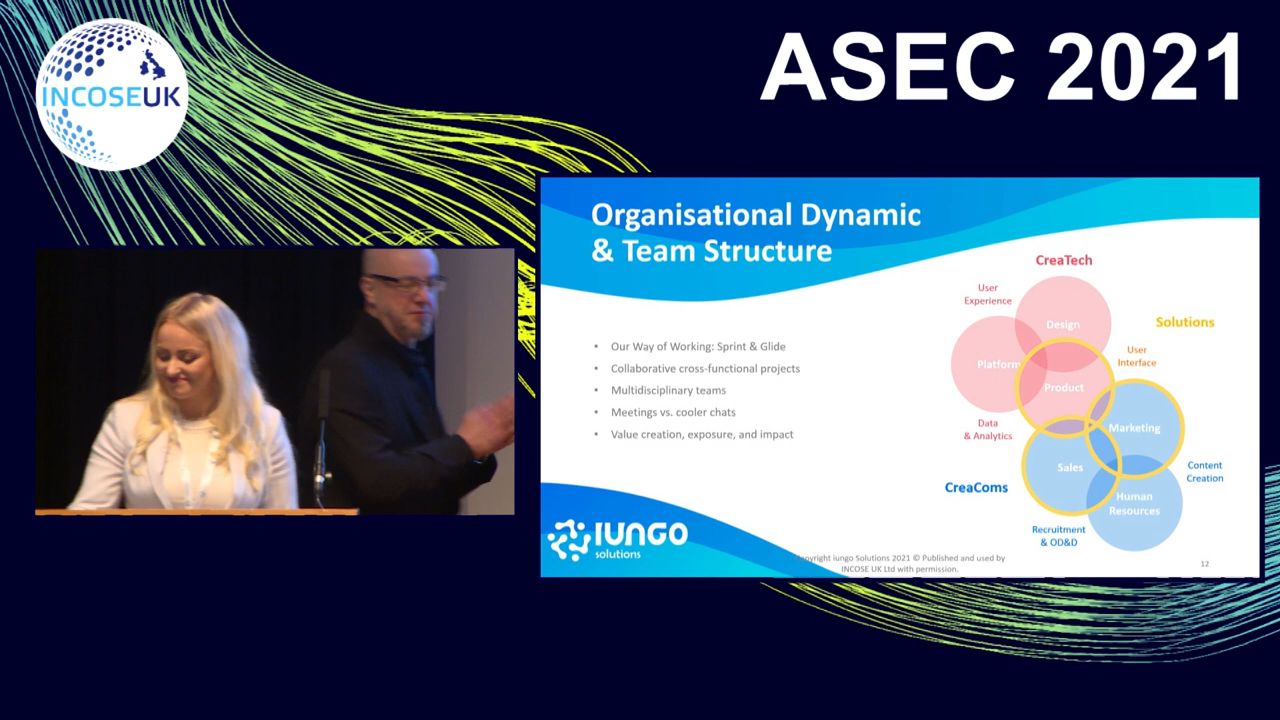 INCOSEUK
ASEC 2021
Organisational Dynamic
& Team Structure
• Our Way of Working: Sprint & Glide
• Collaborative cross-functional projects
• Multidisciplinary teams
• Meetings vs. cooler chats
• Value creation, exposure, and impact
CreaTech
User
Experience
Design
Solutions
Platform
User
Interface
Product
Data
& Analytics
Marketing
Sales
Content
Creation
CreaComs
Human
Resources
Recruitment
& OD&D
IUNGO
solutions
opyright iungo Solutions 2021 © Published and used by
INCOSE UK Ltd with permission.
12